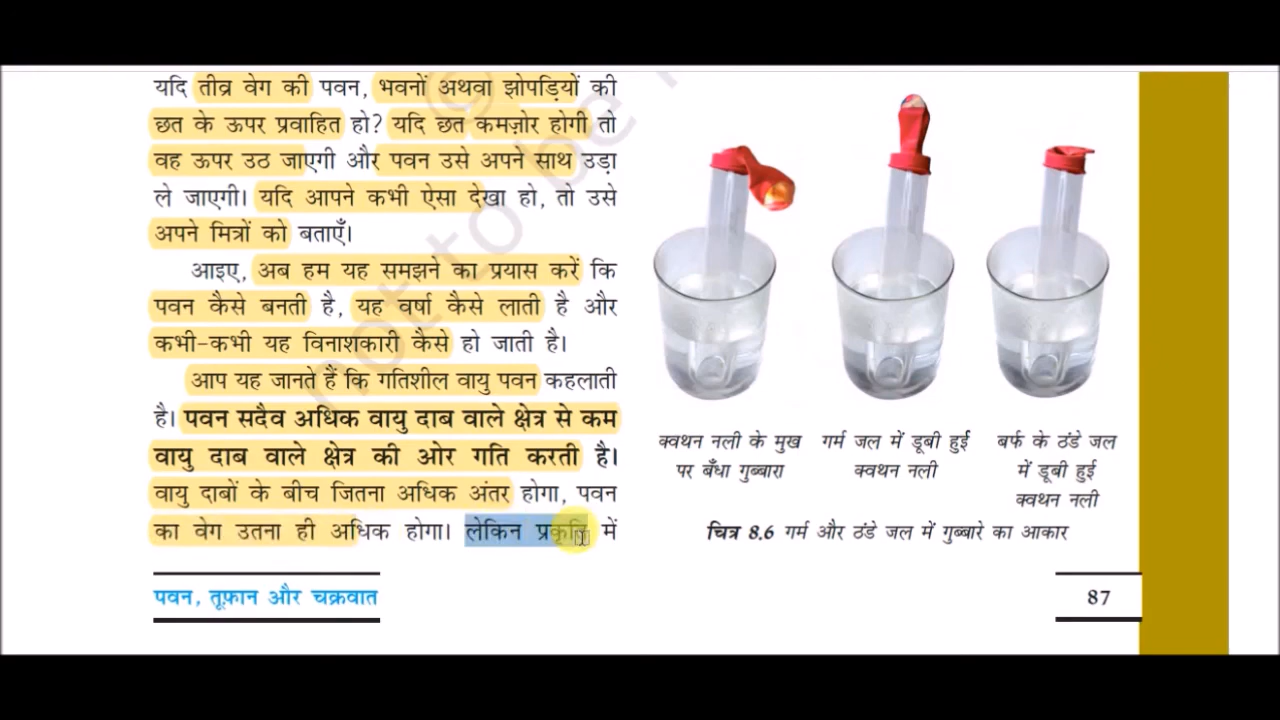 यदि तीव्र वेग की पवन, भवनों अथवा झोपड़ियों की
छत के ऊपर प्रवाहित हो? यदि छत कमज़ोर होगी तो
वह ऊपर उठ जाएगी और पवन उसे अपने साथ उड़ा
ले जाएगी। यदि आपने कभी ऐसा देखा हो, तो उसे
अपने मित्रों को बताएँ।
आइए, अब हम यह समझने का प्रयास करें कि
पवन कैसे बनती है, यह वर्षा कैसे लाती है और
कभी-कभी यह विनाशकारी कैसे हो जाती है।
आप यह जानते हैं कि गतिशील वायु पवन कहलाती
है। पवन सदैव अधिक वायु दाब वाले क्षेत्र से कम
वायु दाब वाले क्षेत्र की ओर गति करती है।
वायु दाबों के बीच जितना अधिक अंतर होगा, पवन
का वेग उतना ही अधिक होगा। लेकिन प्रकृति में
क्वथन नली के मुख
पर बँधा गुब्बारा
गर्म जल में डूबी हुई
क्वथन नली
बर्फ के ठंडे जल
में डूबी हुई
क्वथन नली
चित्र 8.6 गर्म और ठंडे जल में गुब्बारे का आकार
पवन, तूफ़ान और चक्रवात
87
©
not to be